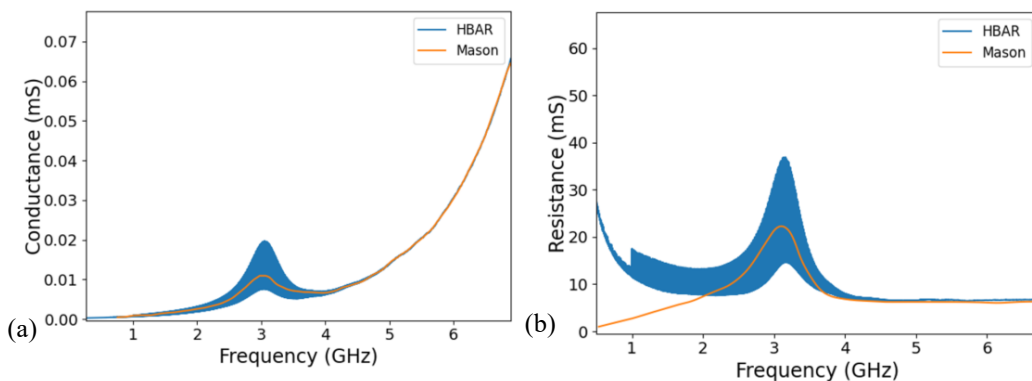 HBAR
Mason
0.07
0.06
0.05
0.04
0.03
0.02
0.01
0.00
Conductance (mS)
1 2 3 4 5 6
Frequency (GHz)
(a)
HBAR
Mason
60
50
40
30
20
10
0
Resistance (mS)
1 2 3 4 5 6
Frequency (GHz)
(b)